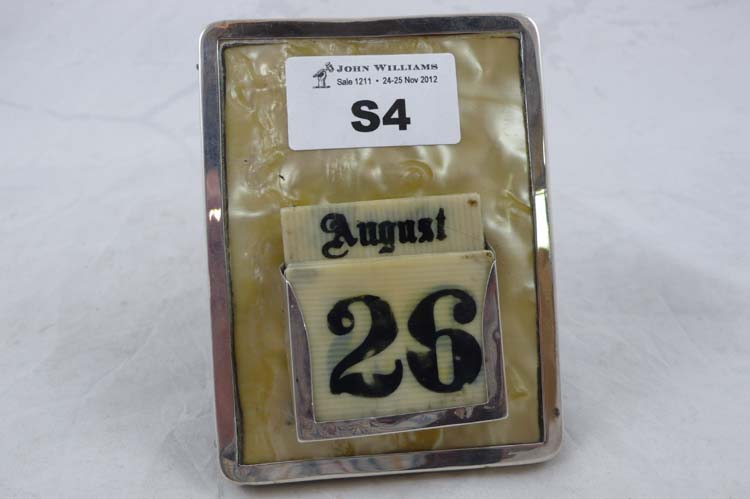 JOHN WILLIAMS
Sale 1211 • 24-25 Nov 2012
S4
August
26